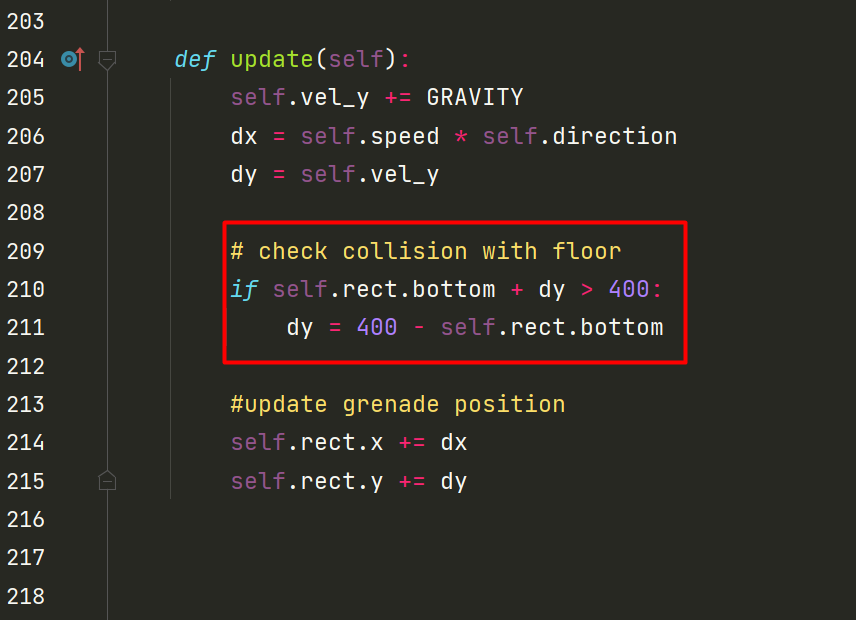 203
204 def update(self):
205 self.vel_y += GRAVITY
206 dx = self.speed * self.direction
207 dy = self.vel_y
208
209 # check collision with floor
210 if self.rect.bottom + dy > 400:
211 dy = 400 - self.rect.bottom
212
213 #update grenade position
214 self.rect.x += dx
215 self.rect.y += dy
216
217
218